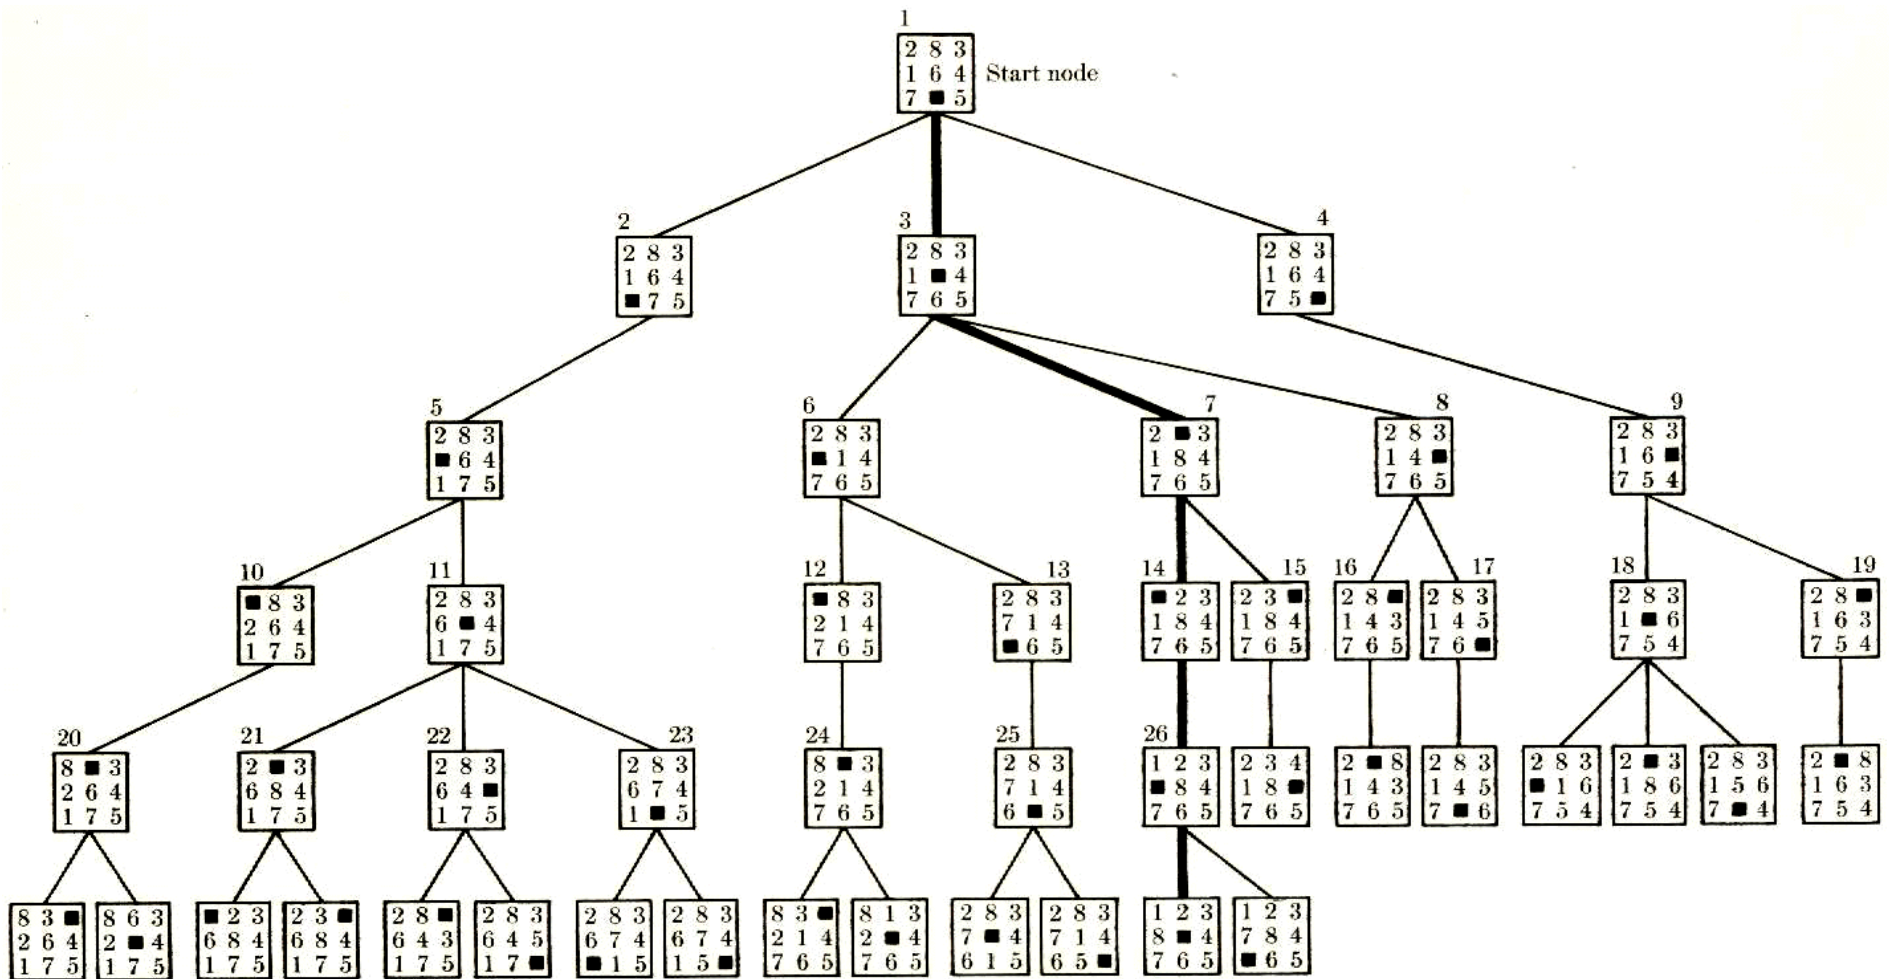 1
2 8 3
1 6 4
7 ■ 5
Start node
2
2 8 3
1 6 4
■ 7 5
3
2 8 3
1 ■ 4
7 6 5
4
2 8 3
1 6 4
7 5 ■
5
2 8 3
■ 6 4
1 7 5
6
2 8 3
■ 1 4
7 6 5
7
2 ■ 3
1 8 4
7 6 5
8
2 8 3
1 4 ■
7 6 5
9
2 8 3
1 6 ■
7 5 4
10
■ 8 3
2 6 4
1 7 5
11
2 8 3
6 ■ 4
1 7 5
12
■ 8 3
2 1 4
7 6 5
13
2 8 3
7 1 4
■ 6 5
14
■ 2 3
1 8 4
7 6 5
15
2 3 ■
1 8 4
7 6 5
16
2 8 ■
1 4 3
7 6 5
17
2 8 3
1 4 5
7 6 ■
18
2 8 3
1 ■ 6
7 5 4
19
2 8 ■
1 6 3
7 5 4
20
8 ■ 3
2 6 4
1 7 5
21
2 ■ 3
6 8 4
1 7 5
22
2 8 3
6 4 ■
1 7 5
23
2 8 3
6 7 4
1 ■ 5
24
8 ■ 3
2 1 4
7 6 5
25
2 8 3
7 1 4
6 ■ 5
26
1 2 3
■ 8 4
7 6 5
2 3 4
1 8 ■
7 6 5
2 ■ 8
1 4 3
7 6 5
2 8 3
1 4 5
7 ■ 6
2 8 3
■ 1 6
7 5 4
2 ■ 3
1 8 6
7 5 4
2 8 3
1 5 6
7 ■ 4
2 ■ 8
1 6 3
7 5 4
8 3 ■
2 6 4
1 7 5
8 6 3
2 ■ 4
1 7 5
■ 2 3
6 8 4
1 7 5
2 3 ■
6 8 4
1 7 5
2 8 ■
6 4 3
1 7 5
2 8 3
6 4 5
1 7 ■
2 8 3
6 7 4
■ 1 5
2 8 3
6 7 4
1 5 ■
8 3 ■
2 1 4
7 6 5
8 1 3
2 ■ 4
7 6 5
2 8 3
7 ■ 4
6 1 5
2 8 3
7 1 4
6 5 ■
1 2 3
8 ■ 4
7 6 5
1 2 3
7 8 4
■ 6 5